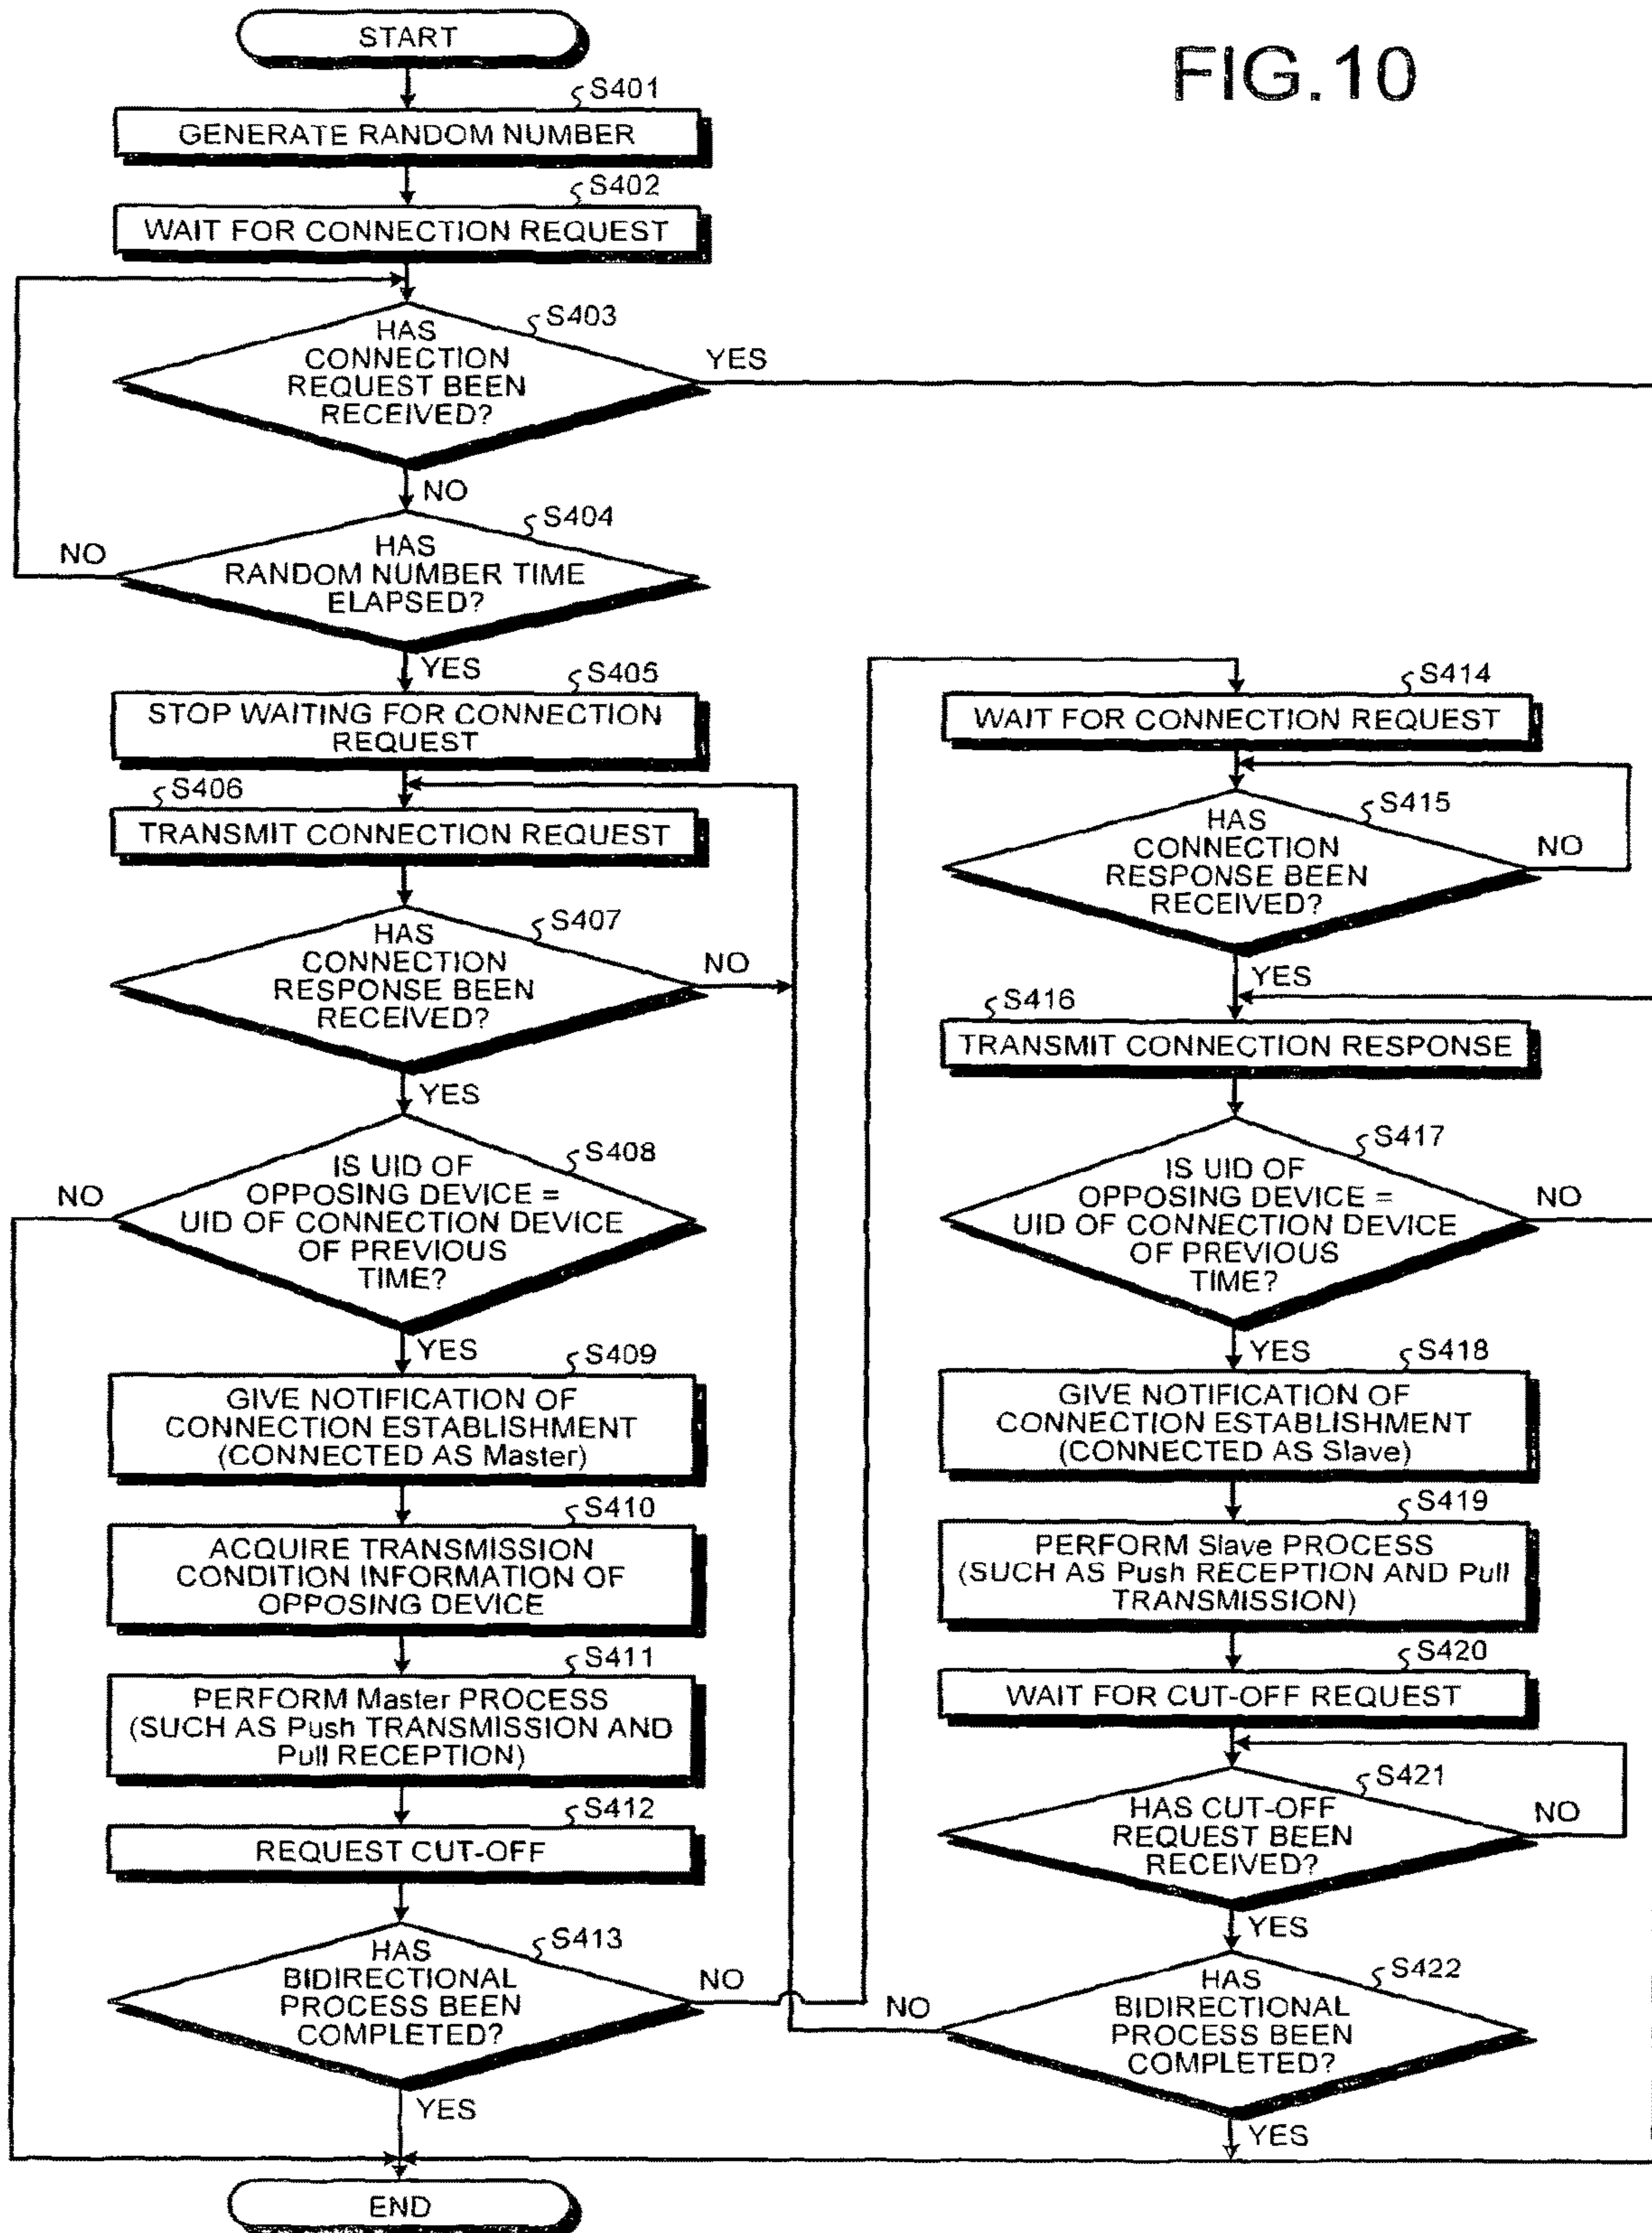 FIG.10
START
S401
GENERATE RANDOM NUMBER
S402
WAIT FOR CONNECTION REQUEST
S403
HAS
CONNECTION
REQUEST BEEN
RECEIVED?
YES
NO
S404
HAS
RANDOM NUMBER TIME
ELAPSED?
NO
YES
S405
STOP WAITING FOR CONNECTION
REQUEST
S406
TRANSMIT CONNECTION REQUEST
S407
HAS
CONNECTION
RESPONSE BEEN
RECEIVED?
NO
YES
S408
IS UID OF
OPPOSING DEVICE =
UID OF CONNECTION DEVICE
OF PREVIOUS
TIME?
NO
YES
S409
GIVE NOTIFICATION OF
CONNECTION ESTABLISHMENT
(CONNECTED AS Master)
S410
ACQUIRE TRANSMISSION
CONDITION INFORMATION OF
OPPOSING DEVICE
S411
PERFORM Master PROCESS
(SUCH AS Push TRANSMISSION AND
Pull RECEPTION)
S412
REQUEST CUT-OFF
S413
HAS
BIDIRECTIONAL
PROCESS BEEN
COMPLETED?
NO
YES
S414
WAIT FOR CONNECTION REQUEST
S415
HAS
CONNECTION
RESPONSE BEEN
RECEIVED?
NO
YES
S416
TRANSMIT CONNECTION RESPONSE
S417
IS UID OF
OPPOSING DEVICE =
UID OF CONNECTION DEVICE
OF PREVIOUS
TIME?
NO
YES
S418
GIVE NOTIFICATION OF
CONNECTION ESTABLISHMENT
(CONNECTED AS Slave)
S419
PERFORM Slave PROCESS
(SUCH AS Push RECEPTION AND Pull
TRANSMISSION)
S420
WAIT FOR CUT-OFF REQUEST
S421
HAS CUT-OFF
REQUEST BEEN
RECEIVED?
NO
YES
S422
HAS
BIDIRECTIONAL
PROCESS BEEN
COMPLETED?
NO
YES
END